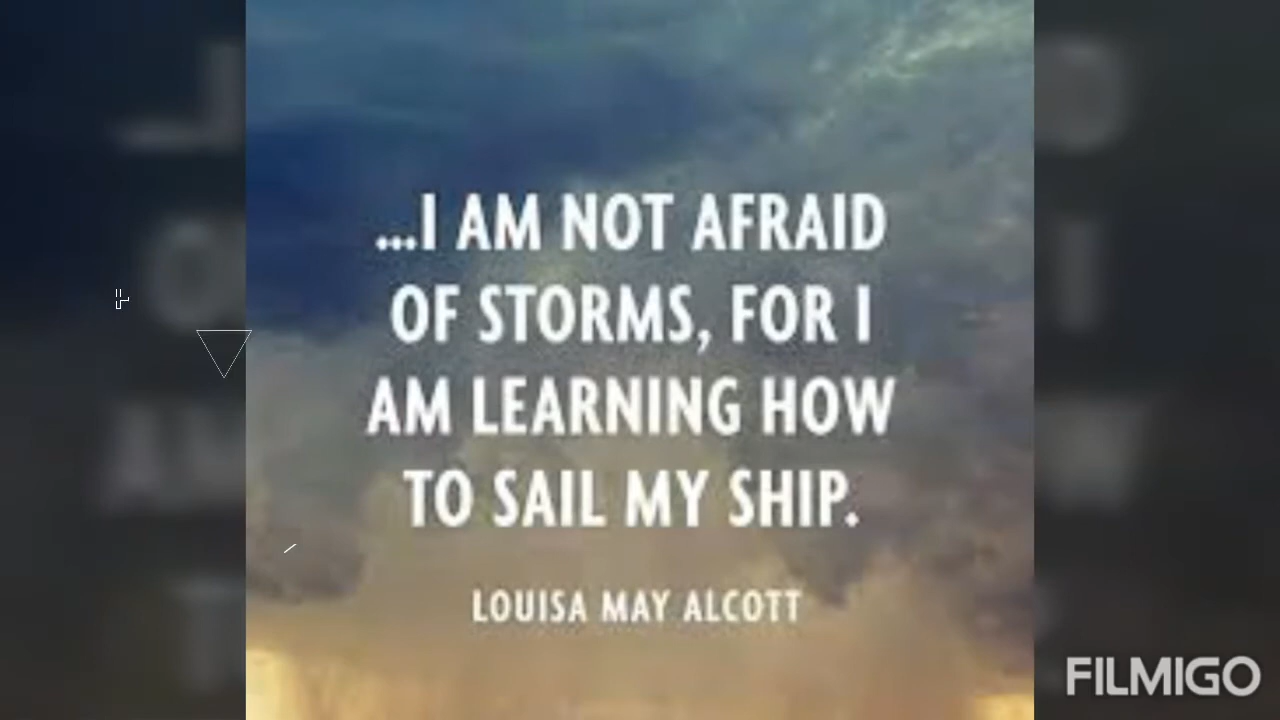 ...I AM NOT AFRAID
OF STORMS, FOR I
AM LEARNING HOW
TO SAIL MY SHIP.
LOUISA MAY ALCOTT
FILMIGO